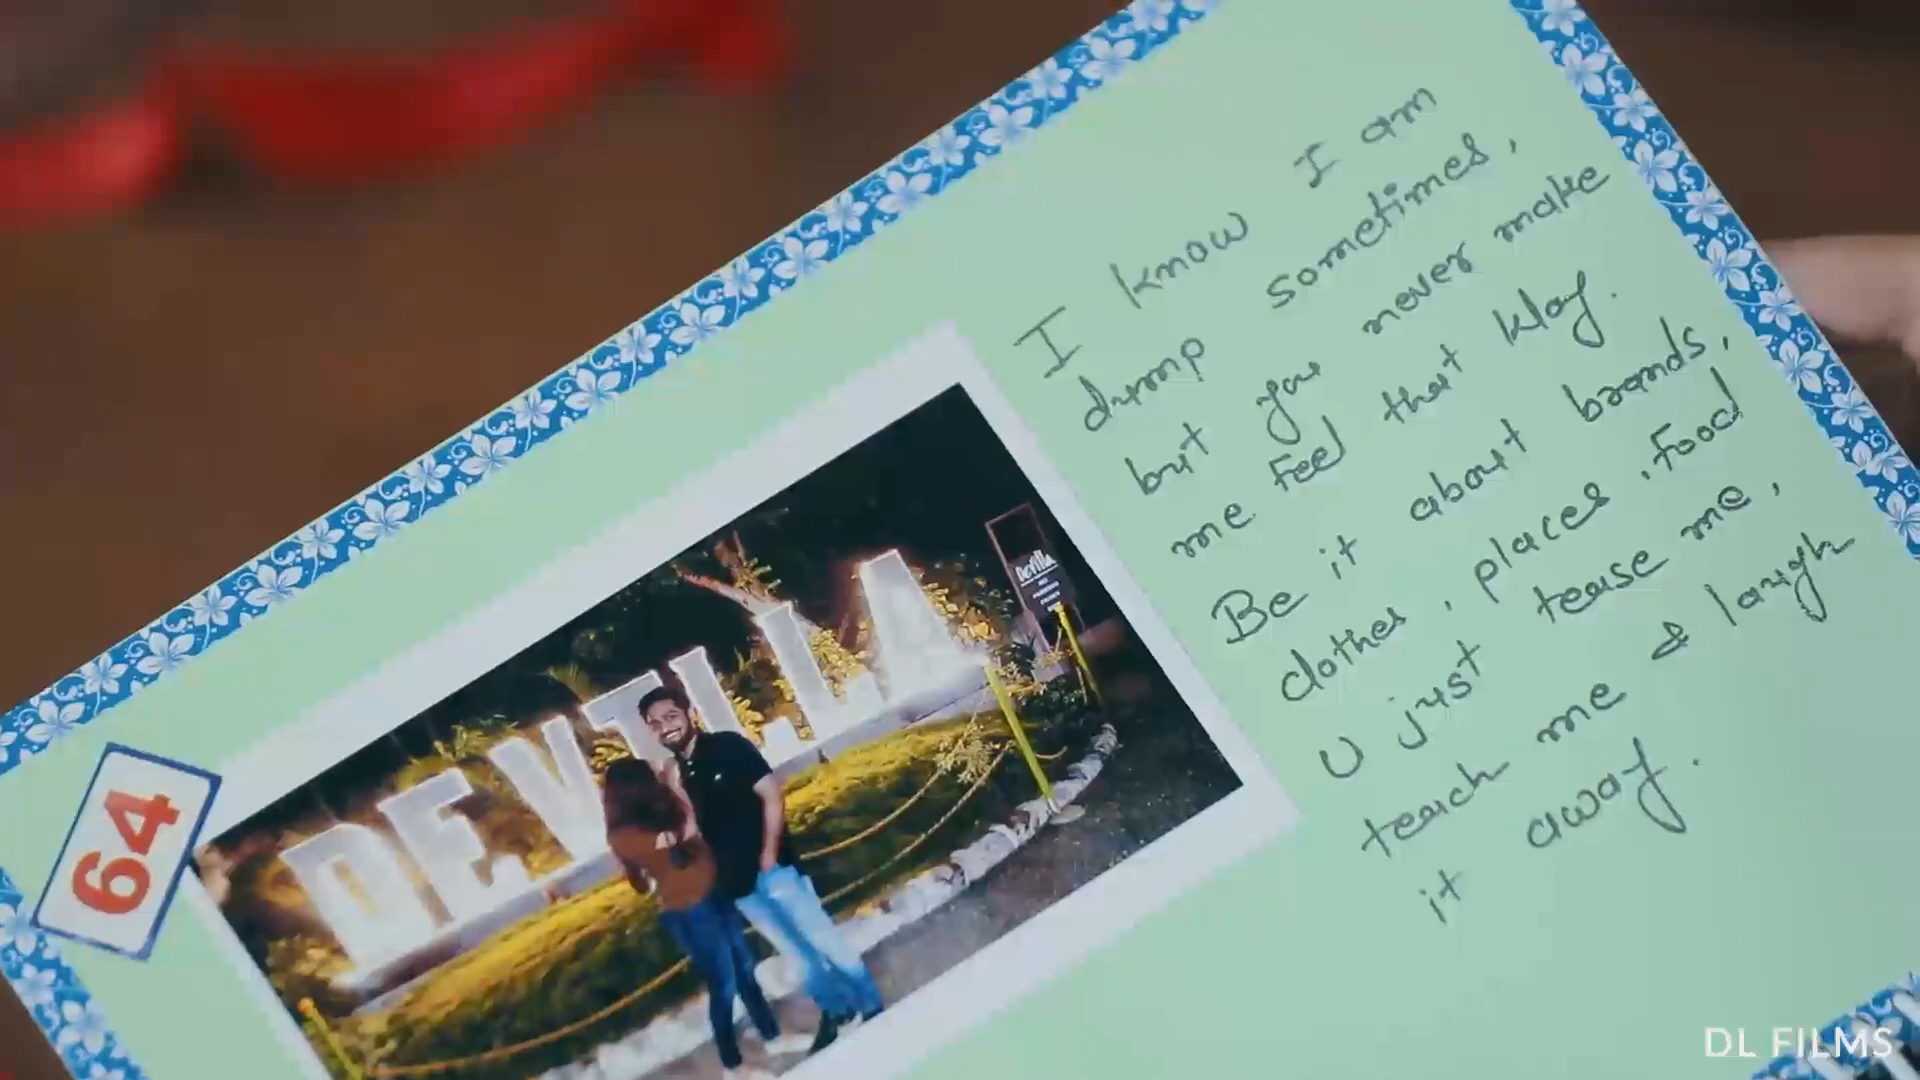 I know I am
dump sometimes,
but you never make
me feel that way.
Be it about brands,
clothes, places, food
U just tease me,
teach me & laugh
it away.
DEVILLA
DeVillA
64
DL FILMS